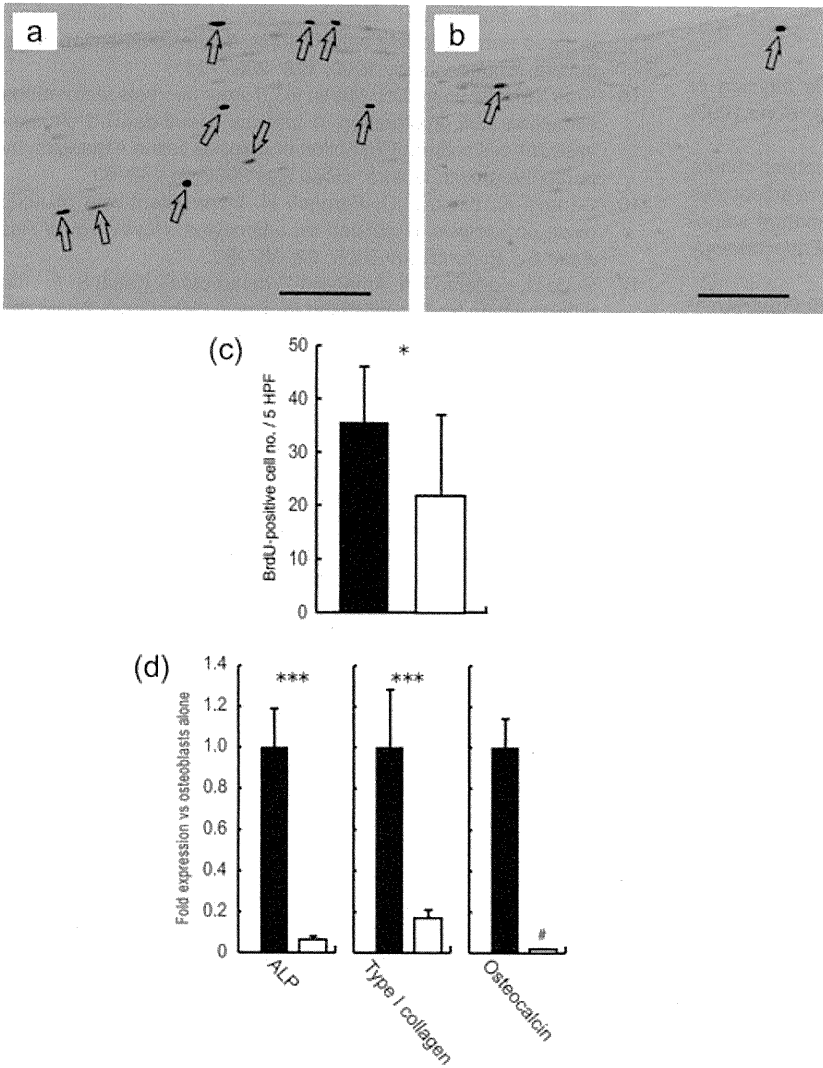 a
b
(c)
50
40
30
20
10
0
BrdU-positive cell no. / 5 HPF
*
(d)
1.4
1.2
1.0
0.8
0.6
0.4
0.2
0
Fold expression vs osteoblasts alone
***
***
#
ALP
Type I collagen
Osteocalcin